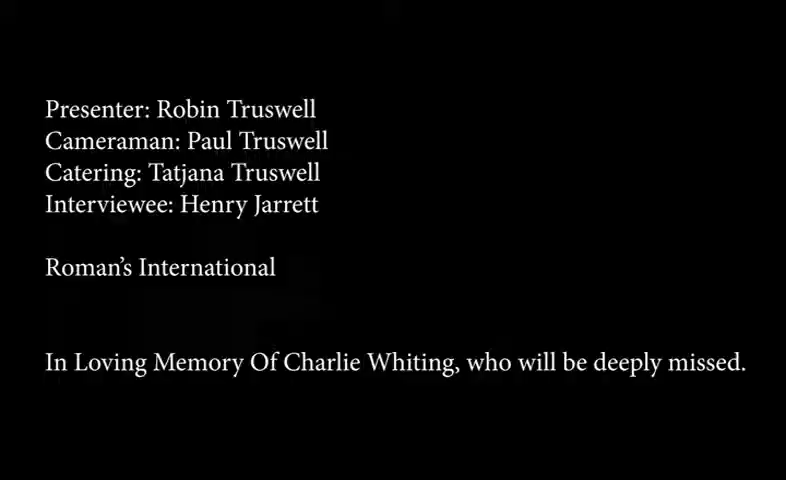 Presenter: Robin Truswell
Cameraman: Paul Truswell
Catering: Tatjana Truswell
Interviewee: Henry Jarrett
Roman’s International
In Loving Memory Of Charlie Whiting, who will be deeply missed.